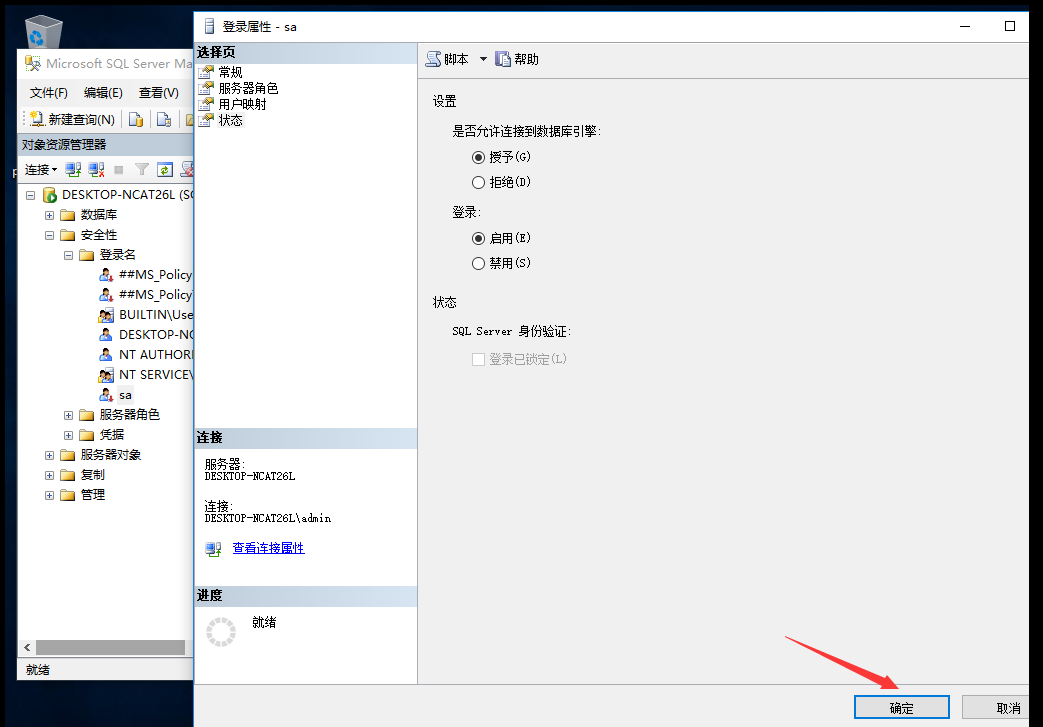 登录属性 - sa
选择页
常规
服务器角色
用户映射
状态
脚本
帮助
设置
是否允许连接到数据库引擎:
授予(G)
拒绝(D)
登录:
启用(E)
禁用(S)
状态
SQL Server 身份验证:
登录已锁定(L)
连接
服务器:
DESKTOP-NCAT26L
连接:
DESKTOP-NCAT26L\admin
查看连接属性
进度
就绪
确定
取消
Microsoft SQL Server Ma
文件(F) 编辑(E) 查看(V)
新建查询(N)
对象资源管理器
连接
DESKTOP-NCAT26L (SQ
数据库
安全性
登录名
##MS_Policy
##MS_Policy
BUILTIN\Use
DESKTOP-NC
NT AUTHORI
NT SERVICE\
sa
服务器角色
凭据
服务器对象
复制
管理
就绪